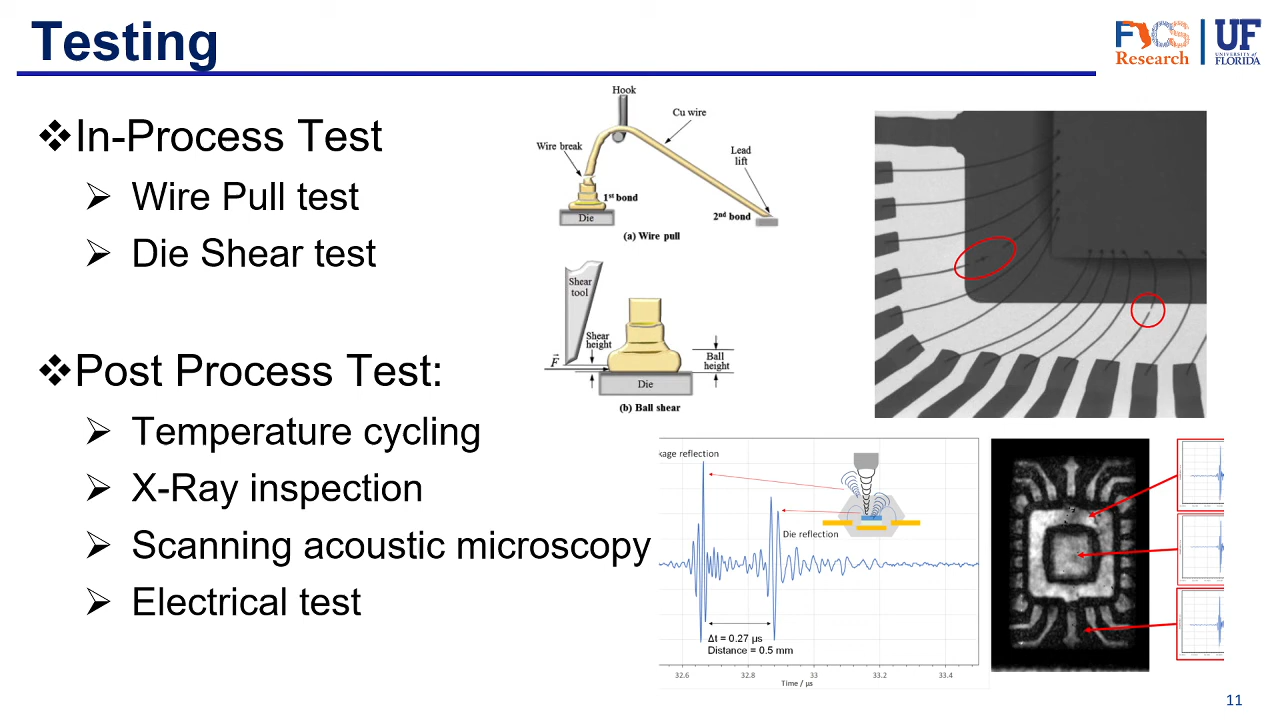 Testing
FICS
Research
UF
UNIVERSITY of
FLORIDA
❖In-Process Test
➢ Wire Pull test
➢ Die Shear test
❖Post Process Test:
➢ Temperature cycling
➢ X-Ray inspection
➢ Scanning acoustic microscopy
➢ Electrical test
Hook
Cu wire
Wire break
Lead
lift
1st bond
2nd bond
Die
(a) Wire pull
Shear
tool
Shear
height
F
Ball
height
Die
(b) Ball shear
kage reflection
Die reflection
Δt = 0.27 µs
Distance = 0.5 mm
32.6 32.8 33 33.2 33.4
Time / µs
11